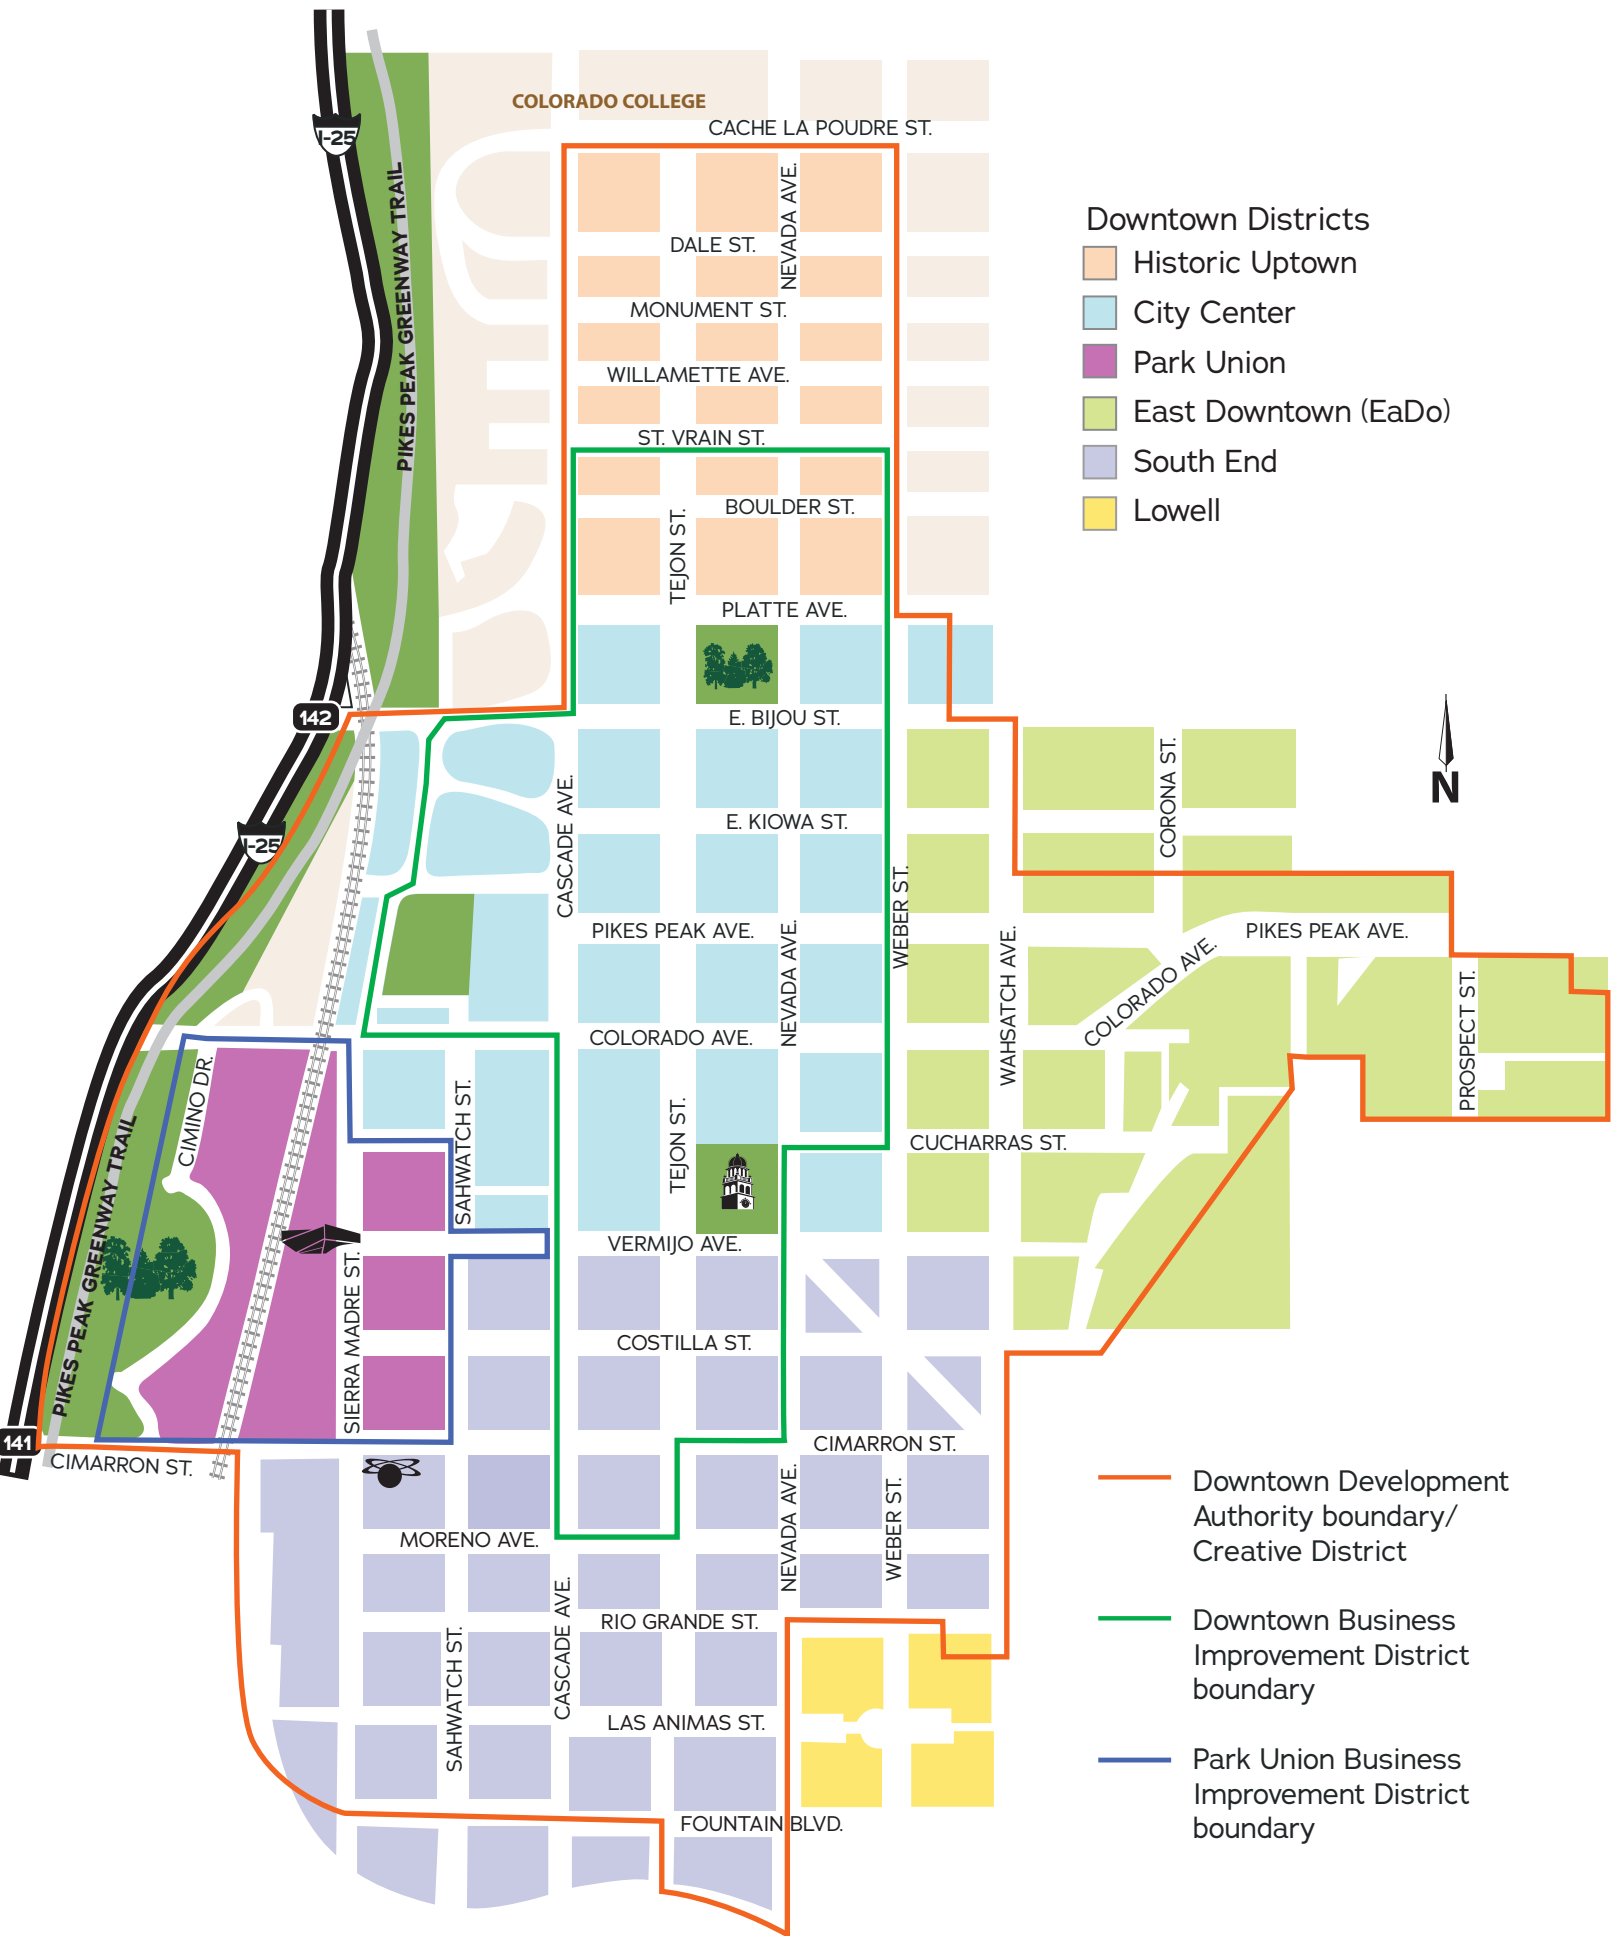 COLORADO COLLEGE
CACHE LA POUDRE ST.
I-25
PIKES PEAK GREENWAY TRAIL
NEVADA AVE.
DALE ST.
MONUMENT ST.
WILLAMETTE AVE.
ST. VRAIN ST.
BOULDER ST.
TEJON ST.
PLATTE AVE.
Downtown Districts
Historic Uptown
City Center
Park Union
East Downtown (EaDo)
South End
Lowell
142
E. BIJOU ST.
CORONA ST.
N
I-25
CASCADE AVE.
E. KIOWA ST.
WEBER ST.
PIKES PEAK AVE.
NEVADA AVE.
WAHSATCH AVE.
COLORADO AVE.
PIKES PEAK AVE.
PROSPECT ST.
COLORADO AVE.
CIMINO DR.
SAHWATCH ST.
TEJON ST.
CUCHARRAS ST.
PIKES PEAK GREENWAY TRAIL
VERMIJO AVE.
SIERRA MADRE ST.
COSTILLA ST.
141
CIMARRON ST.
CIMARRON ST.
NEVADA AVE.
WEBER ST.
MORENO AVE.
CASCADE AVE.
RIO GRANDE ST.
SAHWATCH ST.
LAS ANIMAS ST.
FOUNTAIN BLVD.
Downtown Development
Authority boundary/
Creative District
Downtown Business
Improvement District
boundary
Park Union Business
Improvement District
boundary